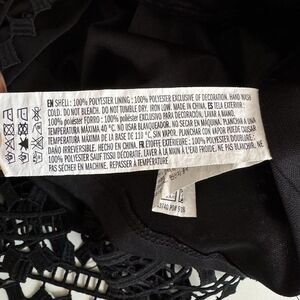 EN SHELL: 100% POLYESTER LINING: 100% POLYESTER EXCLUSIVE OF DECORATION. HAND WASH
COLD. DO NOT BLEACH. DO NOT TUMBLE DRY. IRON LOW. MADE IN CHINA. ES TELA EXTERIOR:
100% poliéster FORRO: 100% poliéster EXCLUSIVO DE DECORACIÓN. LAVAR A MANO.
TEMPERATURA MÁXIMA 40 °C. NO USAR BLANQUEADOR. NO SECAR EN MÁQUINA. PLANCHAR A UNA
TEMPERATURA MÁXIMA DE LA BASE DE 110 °C, SIN VAPOR. PLANCHAR CON VAPOR PUEDE CAUSAR
DAÑO IRREVERSIBLE. HECHO EN CHINA. FR ÉTOFFE EXTÉRIEURE: 100% POLYESTER, DOUBLURE:
100% POLYESTER SAUF TISSU DÉCORATIF. LAVER À L'EAU FROIDE. NE PAS BLANCHIR. NE
PAS SÉCHER EN MACHINE. REPASSER À TEMPÉRATURE.